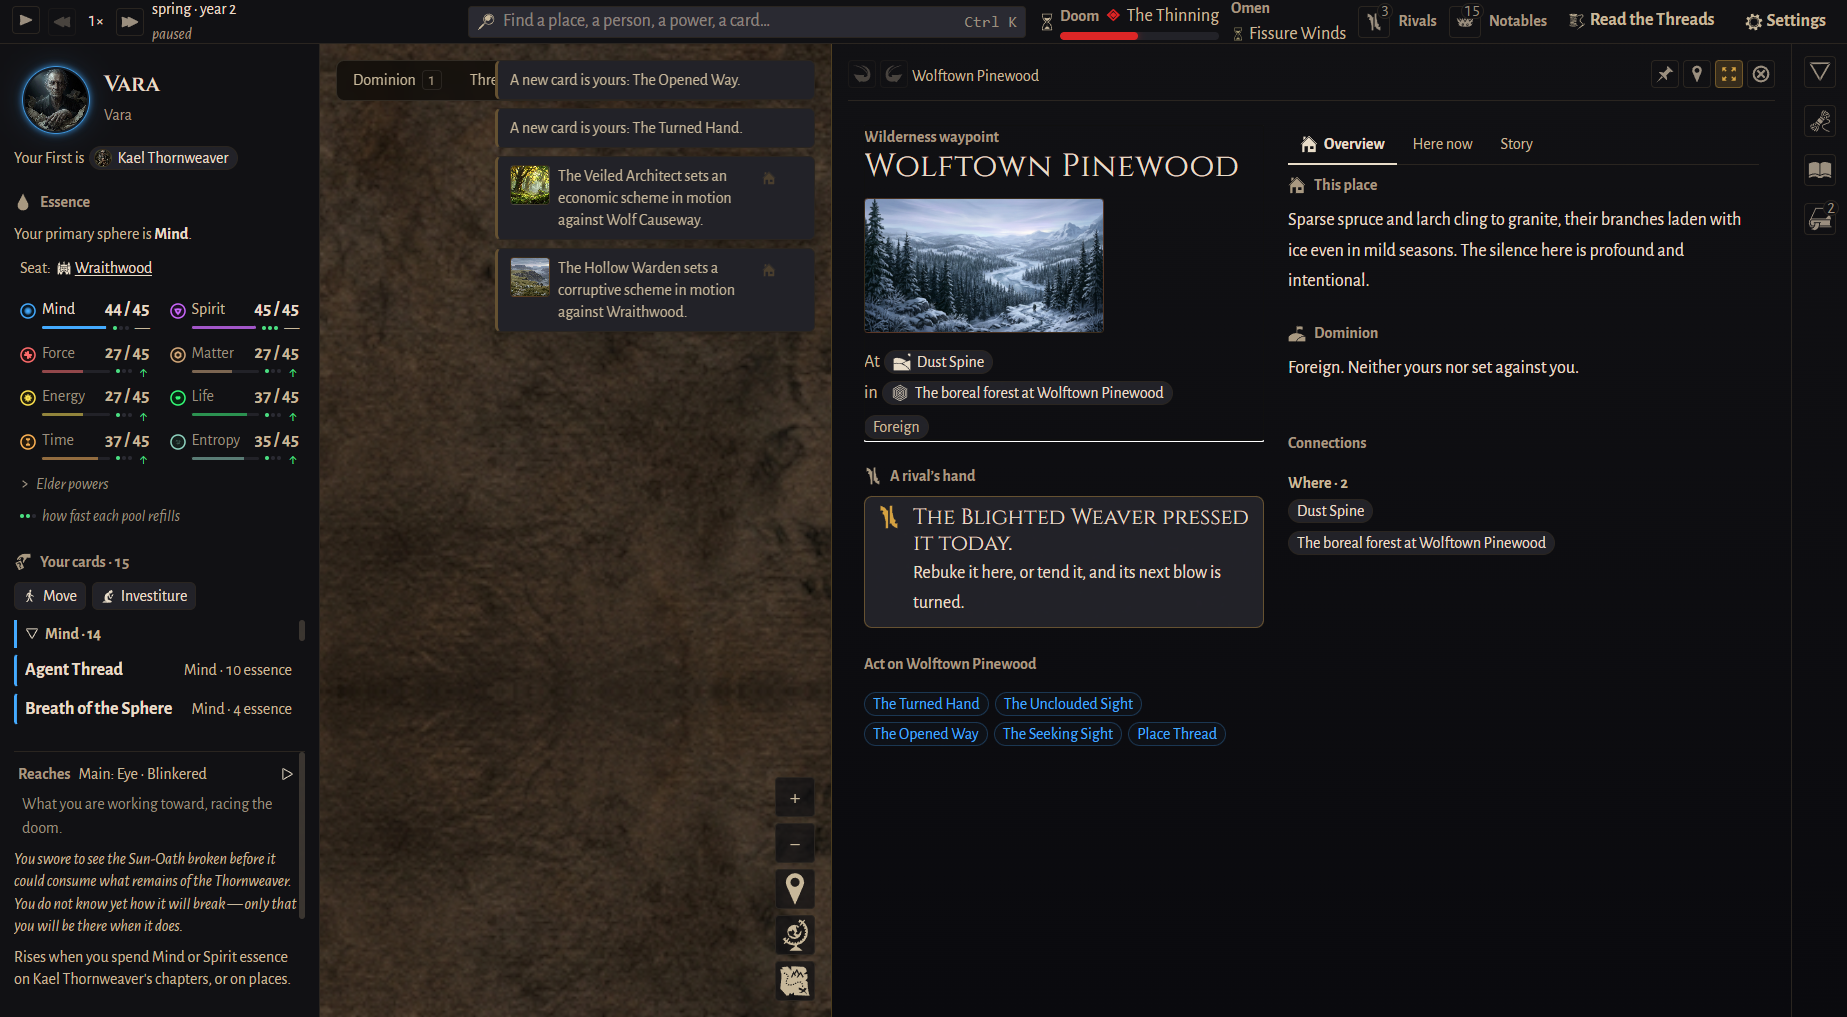 1×
spring · year 2
paused
Find a place, a person, a power, a card...
Ctrl K
Doom
The Thinning
Omen
Fissure Winds
3
Rivals
15
Notables
Read the Threads
Settings
Vara
Vara
Your First is
Kael Thornweaver
Essence
Your primary sphere is Mind.
Seat:
Wraithwood
Mind 44/45
Spirit 45/45
Force 27/45
Matter 27/45
Energy 27/45
Life 37/45
Time 37/45
Entropy 35/45
> Elder powers
how fast each pool refills
Your cards · 15
Move
Investiture
Mind · 14
Agent Thread
Mind · 10 essence
Breath of the Sphere
Mind · 4 essence
Reaches Main: Eye · Blinkered
What you are working toward, racing the
doom.
You swore to see the Sun-Oath broken before it
could consume what remains of the Thornweaver.
You do not know yet how it will break — only that
you will be there when it does.
Rises when you spend Mind or Spirit essence
on Kael Thornweaver's chapters, or on places.
Dominion 1
Thre
A new card is yours: The Opened Way.
A new card is yours: The Turned Hand.
The Veiled Architect sets an
economic scheme in motion
against Wolf Causeway.
The Hollow Warden sets a
corruptive scheme in motion
against Wraithwood.
+
−
Wolftown Pinewood
Wilderness waypoint
Wolftown Pinewood
At Dust Spine
in The boreal forest at Wolftown Pinewood
Foreign
A rival's hand
The Blighted Weaver pressed
it today.
Rebuke it here, or tend it, and its next blow is
turned.
Act on Wolftown Pinewood
The Turned Hand
The Unclouded Sight
The Opened Way
The Seeking Sight
Place Thread
Overview
Here now
Story
This place
Sparse spruce and larch cling to granite, their branches laden with
ice even in mild seasons. The silence here is profound and
intentional.
Dominion
Foreign. Neither yours nor set against you.
Connections
Where · 2
Dust Spine
The boreal forest at Wolftown Pinewood
2